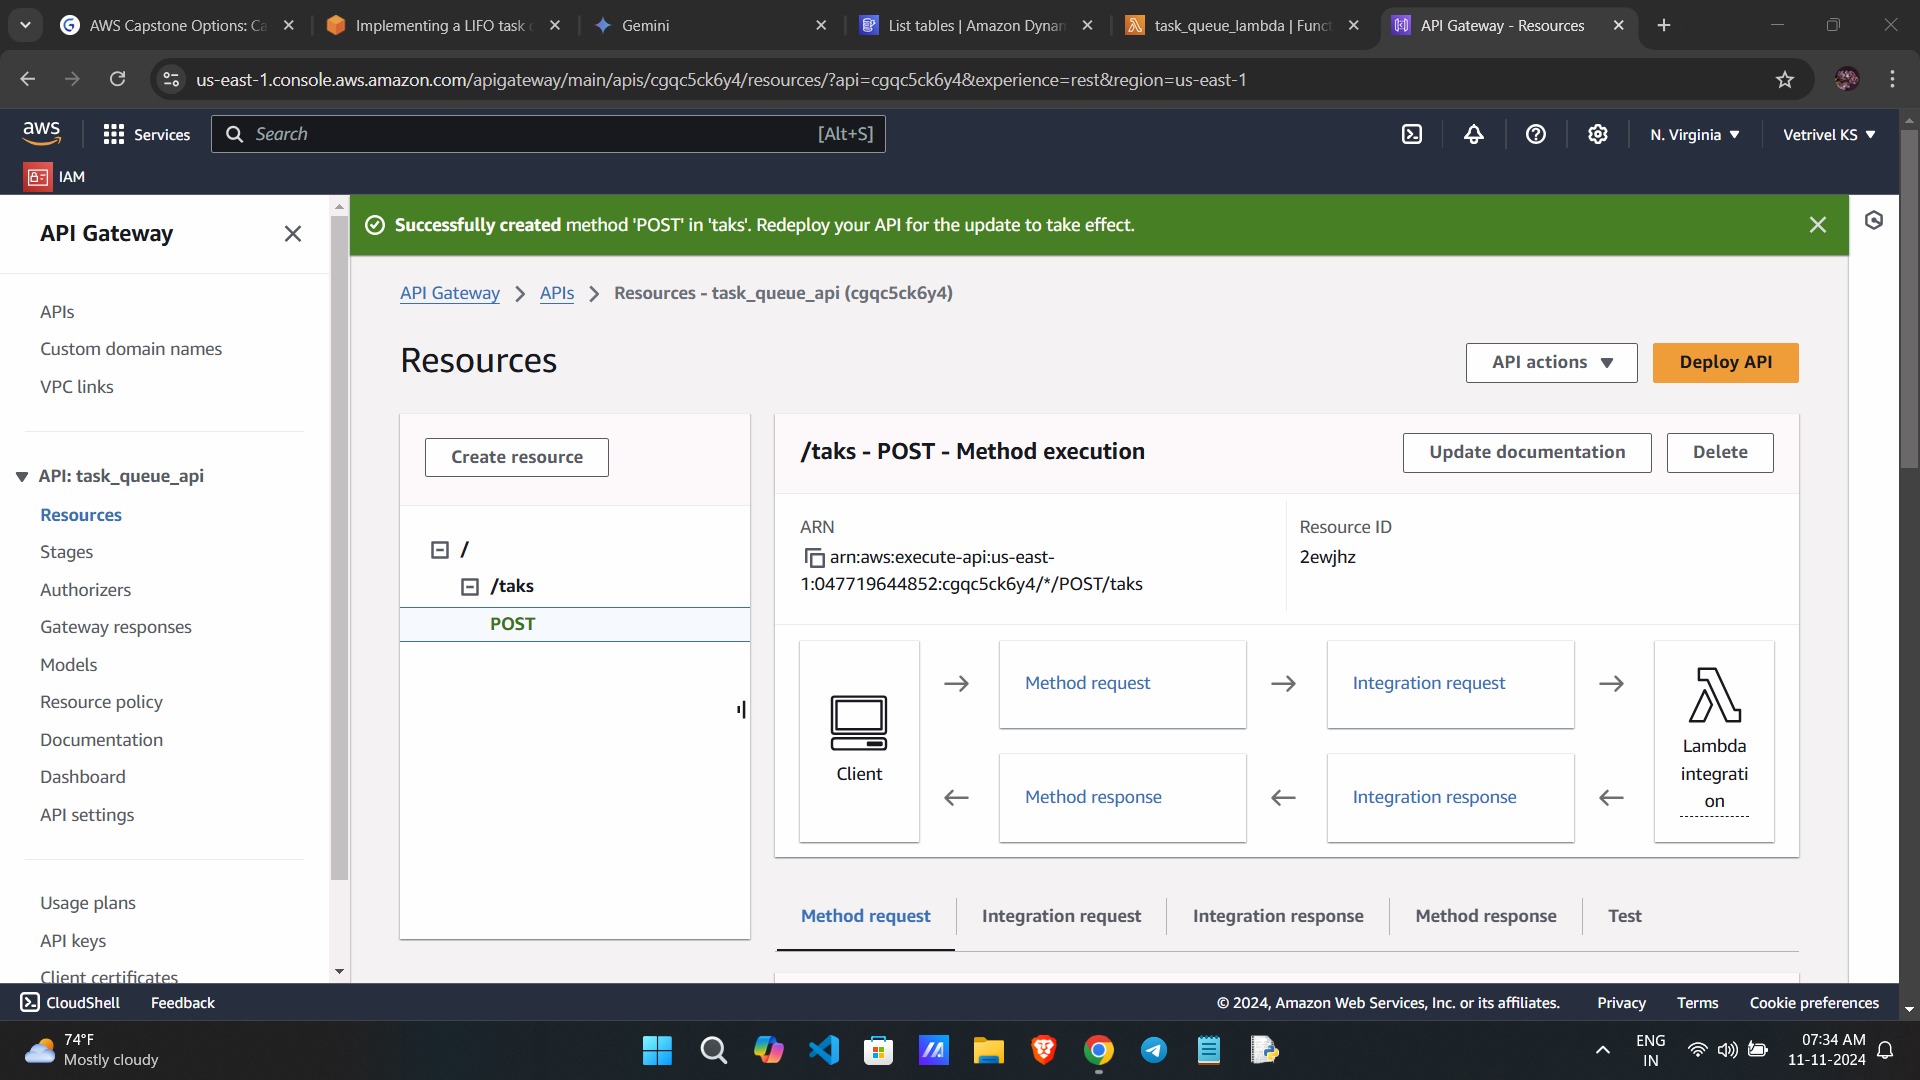 AWS Capstone Options: Ca
Implementing a LIFO task
Gemini
List tables | Amazon Dynam
task_queue_lambda | Funct
API Gateway - Resources
us-east-1.console.aws.amazon.com/apigateway/main/apis/cgqc5ck6y4/resources/?api=cgqc5ck6y4&experience=rest&region=us-east-1
aws
Services
Search
[Alt+S]
N. Virginia
Vetrivel KS
IAM
API Gateway
Successfully created method 'POST' in 'taks'. Redeploy your API for the update to take effect.
API Gateway
APIs
Resources - task_queue_api (cgqc5ck6y4)
APIs
Custom domain names
VPC links
API: task_queue_api
Resources
Stages
Authorizers
Gateway responses
Models
Resource policy
Documentation
Dashboard
API settings
Usage plans
API keys
Client certificates
Resources
API actions
Deploy API
Create resource
/
/taks
POST
/taks - POST - Method execution
Update documentation
Delete
ARN
arn:aws:execute-api:us-east-
1:047719644852:cgqc5ck6y4/*/POST/taks
Resource ID
2ewjhz
Client
Method request
Integration request
Method response
Integration response
Lambda
integrati
on
Method request
Integration request
Integration response
Method response
Test
CloudShell
Feedback
© 2024, Amazon Web Services, Inc. or its affiliates.
Privacy
Terms
Cookie preferences
74°F
Mostly cloudy
ENG
IN
07:34 AM
11-11-2024